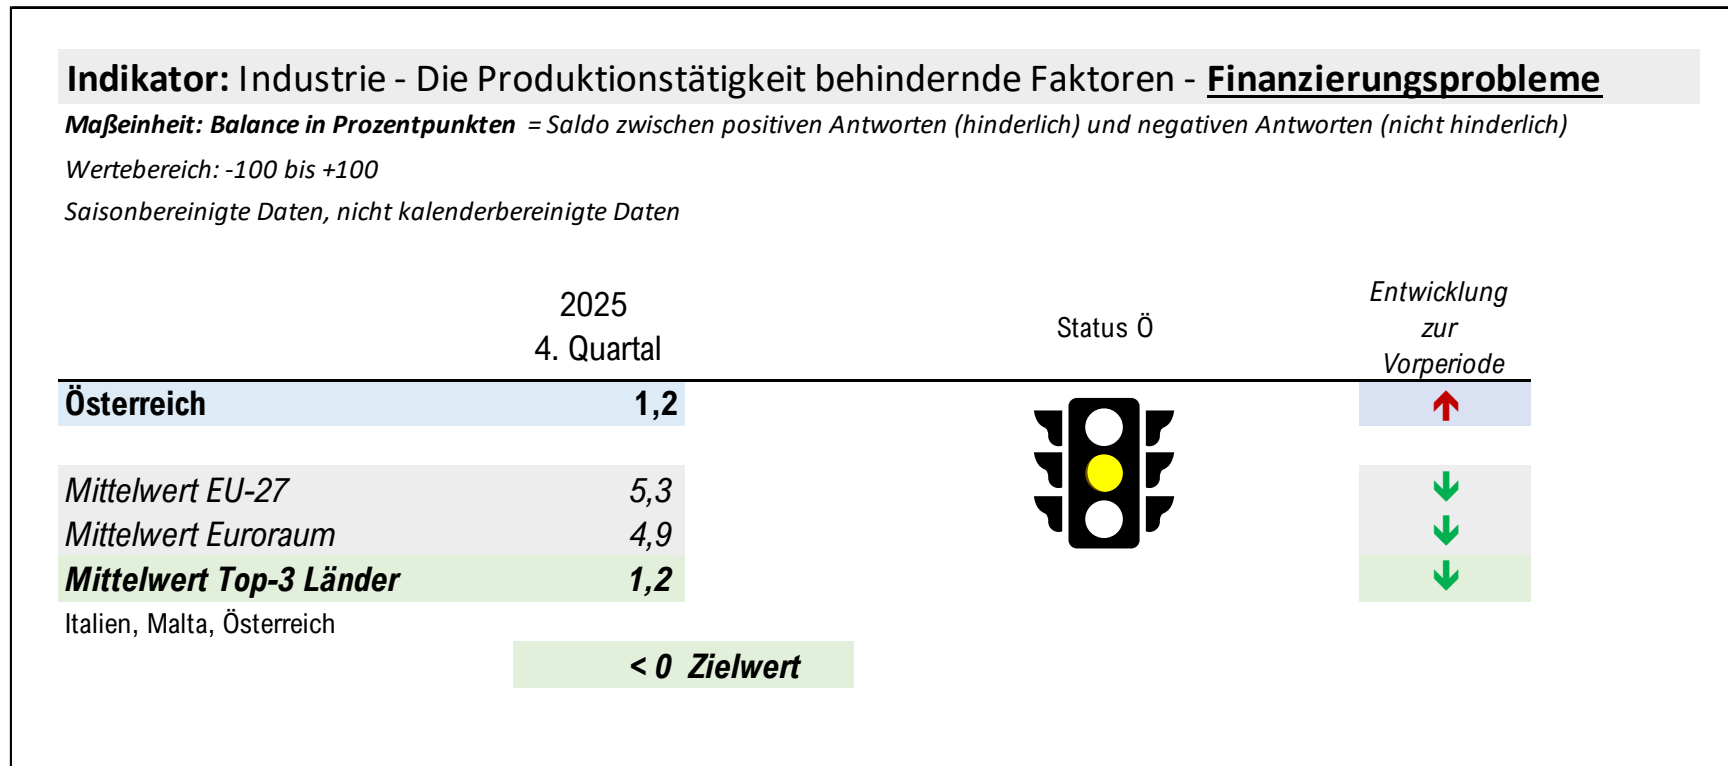 Indikator: Industrie - Die Produktionstätigkeit behindernde Faktoren - Finanzierungsprobleme
Maßeinheit: Balance in Prozentpunkten = Saldo zwischen positiven Antworten (hinderlich) und negativen Antworten (nicht hinderlich)
Wertebereich: -100 bis +100
Saisonbereinigte Daten, nicht kalenderbereinigte Daten
2025
4. Quartal
Status Ö
Entwicklung
zur
Vorperiode
Österreich 1,2
Mittelwert EU-27 5,3
Mittelwert Euroraum 4,9
Mittelwert Top-3 Länder 1,2
Italien, Malta, Österreich
< 0 Zielwert